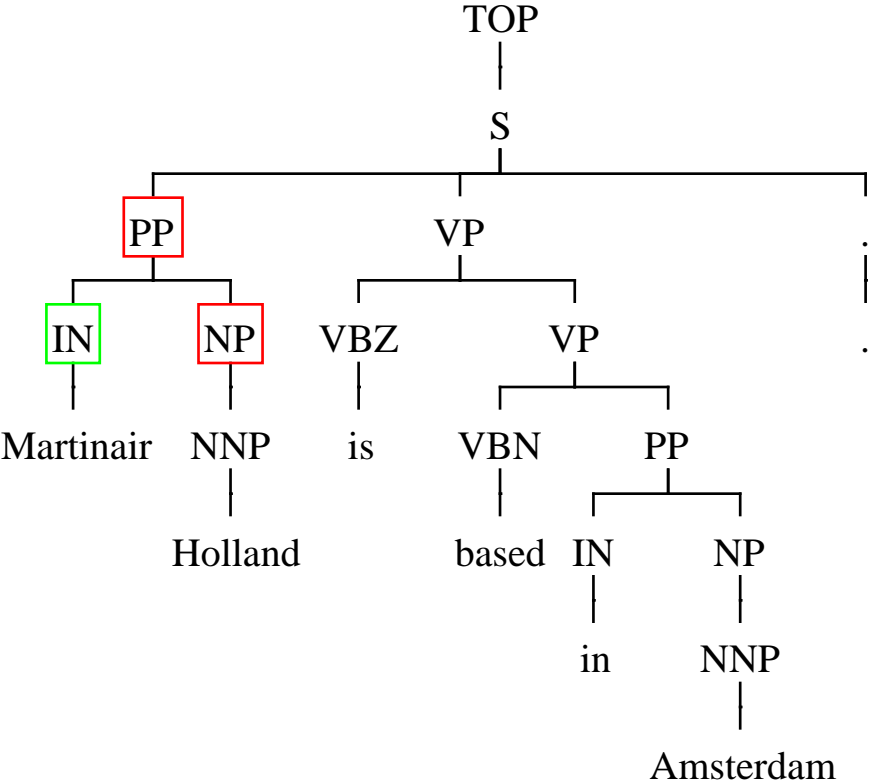 TOP
S
PP VP .
IN NP VBZ VP .
Martinair NNP is VBN PP
Holland based IN NP
in NNP
Amsterdam